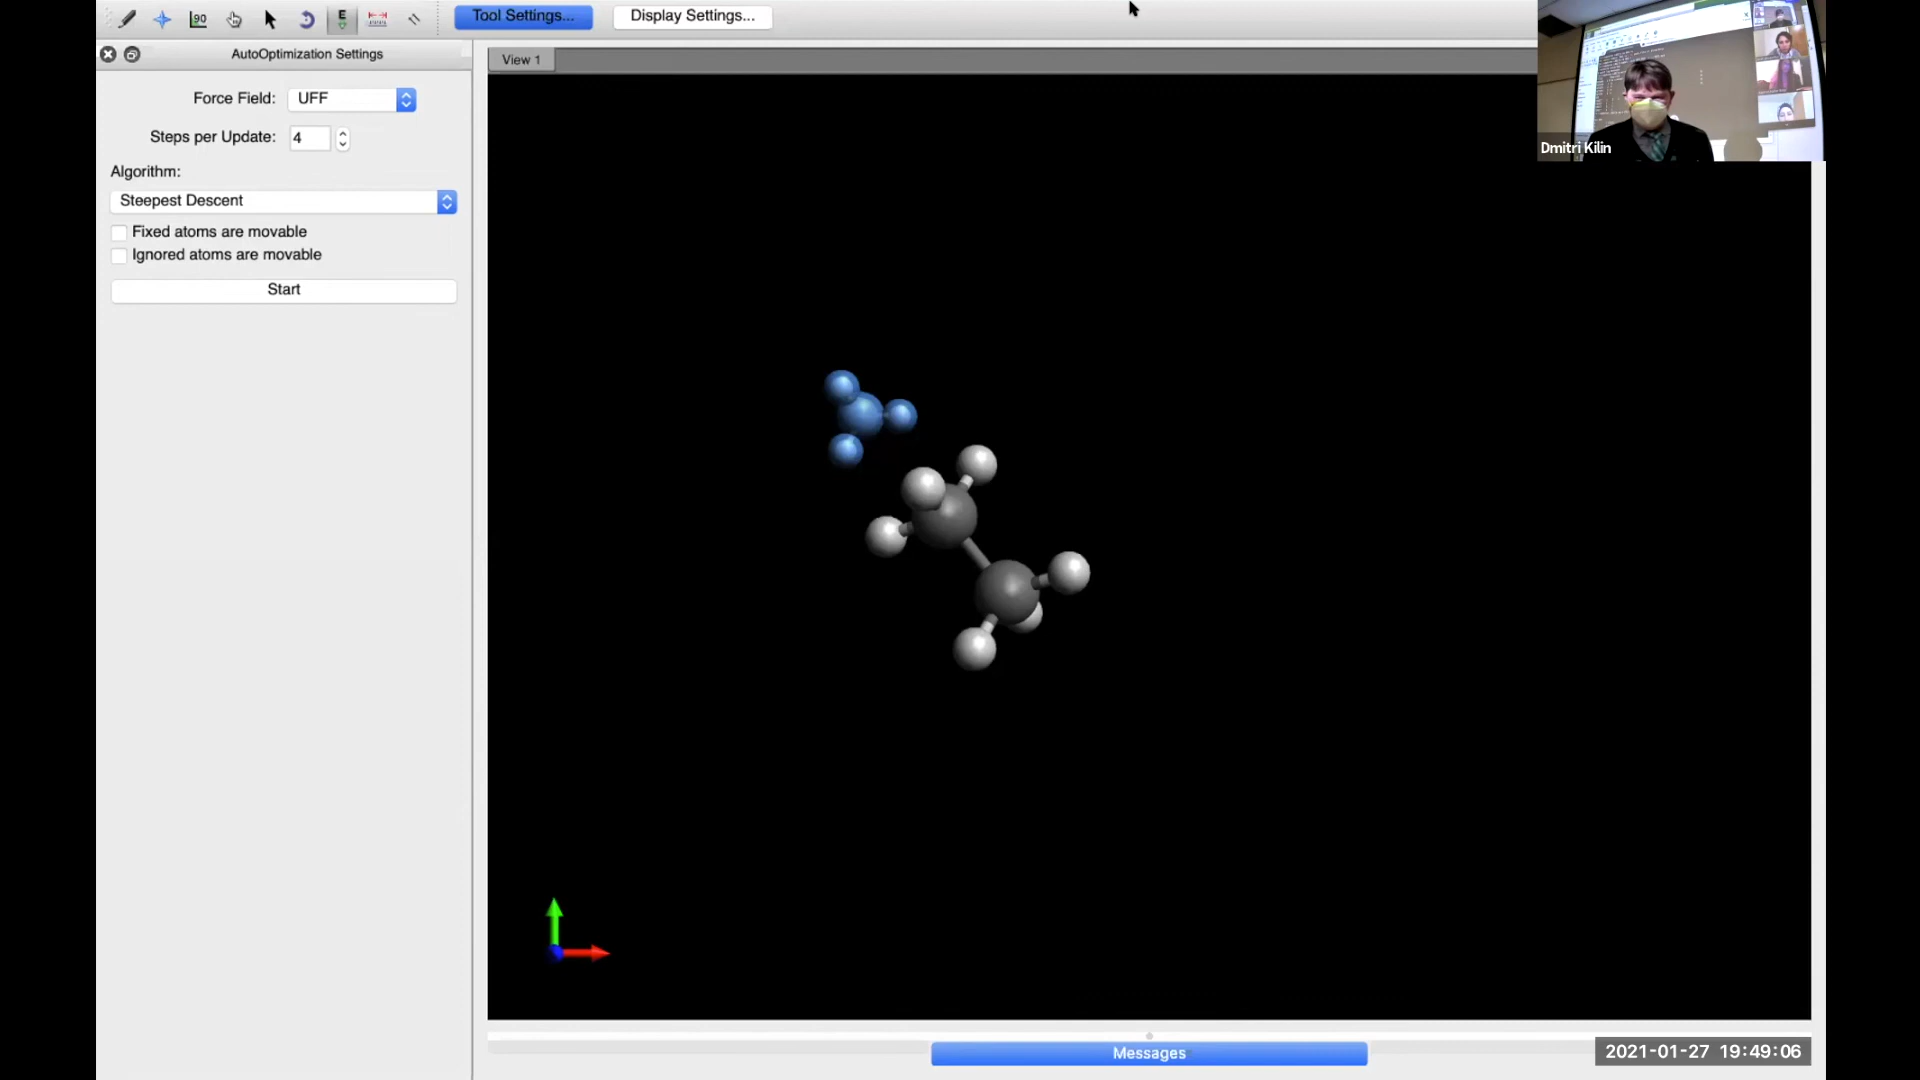 90
E
Tool Settings...
Display Settings...
AutoOptimization Settings
View 1
Force Field: UFF
Steps per Update: 4
Algorithm:
Steepest Descent
Fixed atoms are movable
Ignored atoms are movable
Start
Dmitri Kilin
Messages
2021-01-27 19:49:06